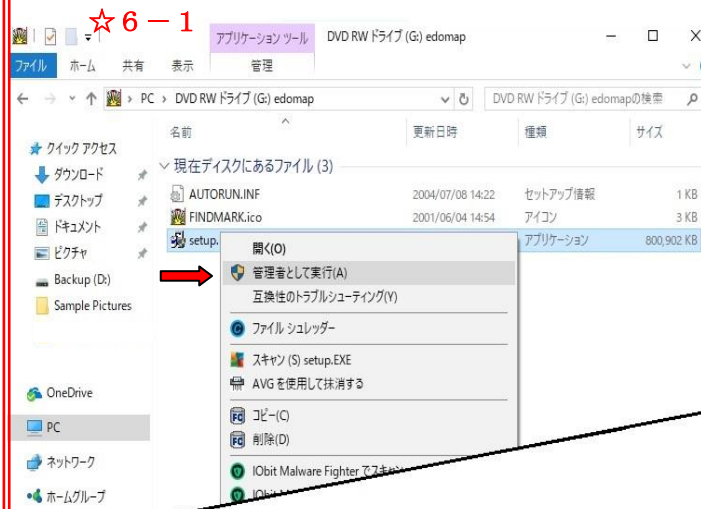 ☆６－１
アプリケーション ツール DVD RW ドライブ (G:) edomap
ファイル ホーム 共有 表示 管理
PC › DVD RW ドライブ (G:) edomap
DVD RW ドライブ (G:) edomapの検索
名前 更新日時 種類 サイズ
クイック アクセス
ダウンロード
デスクトップ
ドキュメント
ピクチャ
Backup (D:)
Sample Pictures
OneDrive
PC
ネットワーク
ホームグループ
現在ディスクにあるファイル (3)
AUTORUN.INF 2004/07/08 14:22 セットアップ情報 1 KB
FINDMARK.ico 2001/06/04 14:54 アイコン 3 KB
setup. アプリケーション 800,902 KB
開く(O)
管理者として実行(A)
互換性のトラブルシューティング(Y)
ファイル シュレッダー
スキャン (S) setup.EXE
AVG を使用して抹消する
FC コピー(C)
FC 削除(D)
IObit Malware Fighter でスキャン